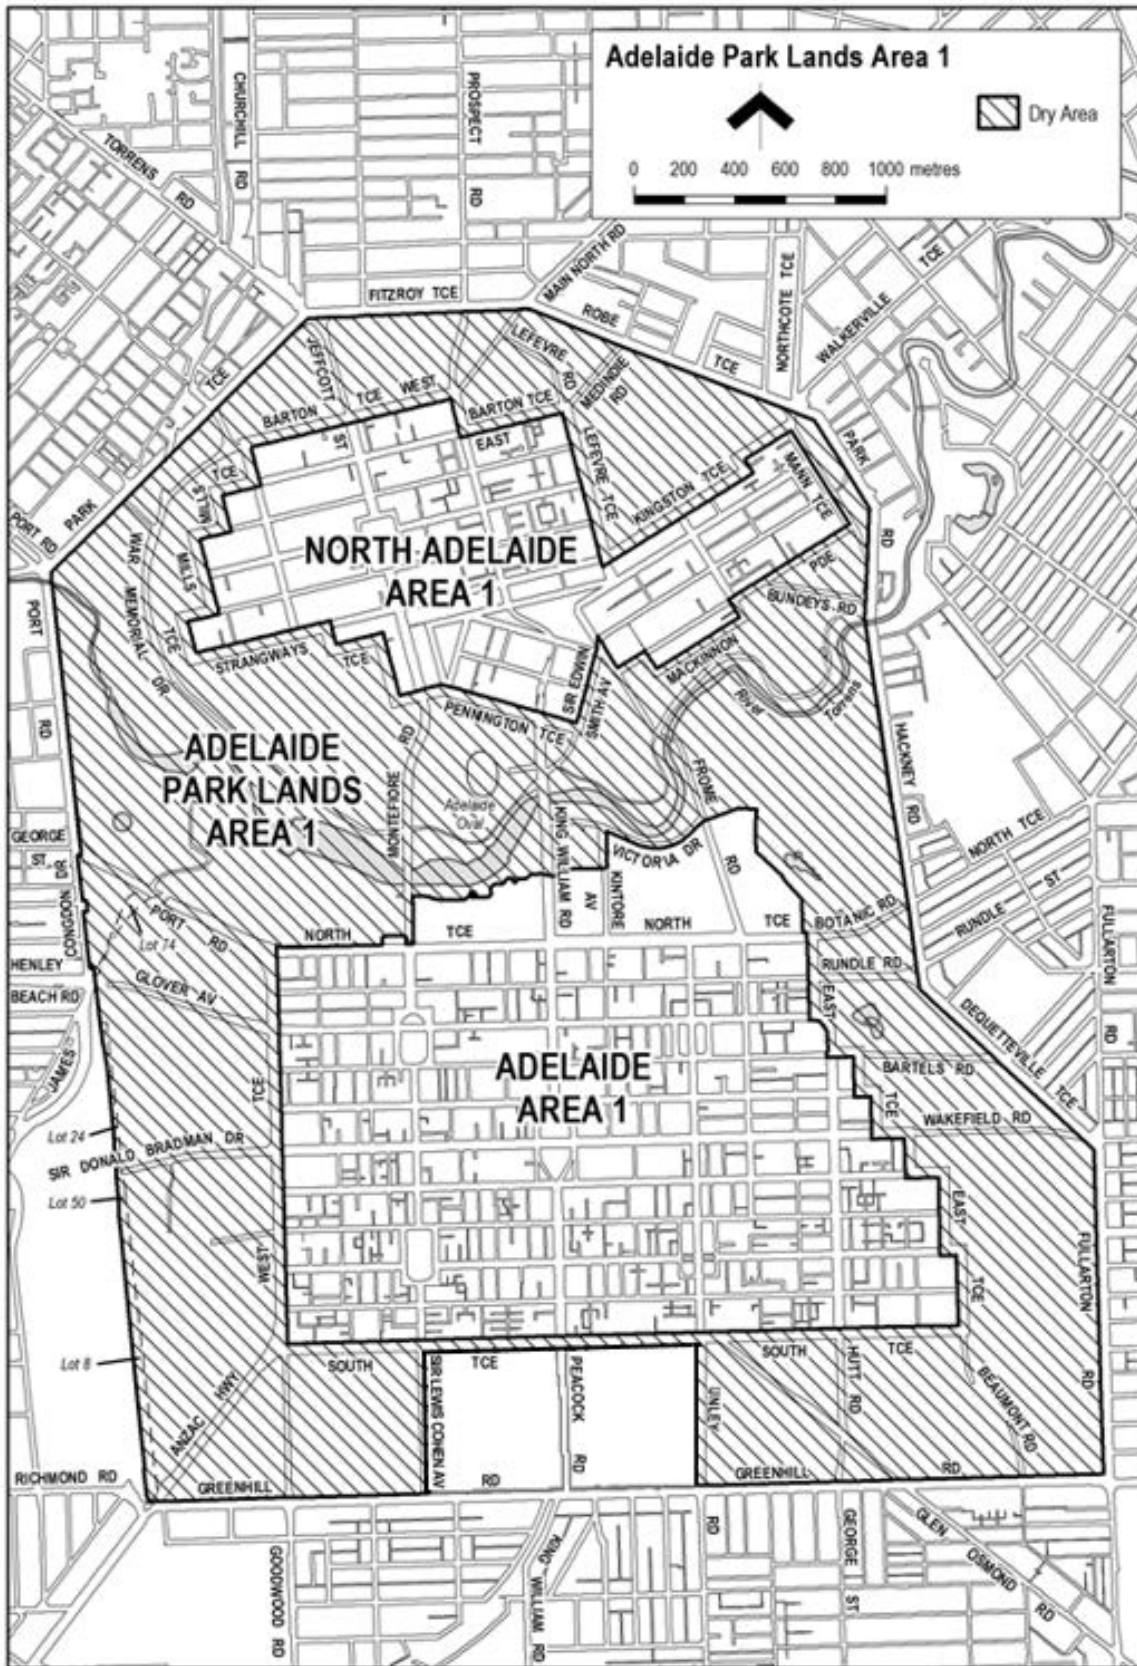 Adelaide Park Lands Area 1
Dry Area
0 200 400 600 800 1000 metres
CHURCHILL RD
PROSPECT RD
TORRENS RD
MAIN NORTH RD
FITZROY TCE
ROBE TCE
NORTHCOTE TCE
WALKERVILLE TCE
JEFFCOTT ST
LEFEVRE RD
MEDINDIE RD
BARTON TCE WEST
BARTON TCE EAST
LEFEVRE TCE
KINGSTON TCE
MANN TCE
PARK RD
PARK TCE
PORT RD
MILLS TCE
MILLS TCE
WAR MEMORIAL DR
NORTH ADELAIDE
AREA 1
PDE
BUNDEYS RD
MACKINNON
STRANGWAYS TCE
SIR EDWIN
SMITH AV
PENNINGTON TCE
River Torrens
PORT RD
HACKNEY RD
ADELAIDE
PARK LANDS
AREA 1
MONTEFIORE RD
Adelaide
Oval
KING WILLIAM RD
FROME RD
VICTORIA DR
KINTORE AV
GEORGE ST
CONGDON DR
NORTH TCE
RUNDLE ST
PORT RD
Lot 74
NORTH TCE
NORTH TCE
BOTANIC RD
RUNDLE RD
FULLARTON RD
HENLEY
BEACH RD
GLOVER AV
EAST TCE
DEQUETTEVILLE TCE
JAMES
ADELAIDE
AREA 1
BARTELS RD
WAKEFIELD RD
Lot 24
SIR DONALD BRADMAN DR
Lot 50
WEST TCE
EAST TCE
FULLARTON RD
Lot 8
SOUTH TCE
SOUTH TCE
ANZAC HWY
SIR LEWIS COHEN AV
PEACOCK RD
UNLEY RD
HUTT RD
BEAUMONT RD
RICHMOND RD
GREENHILL RD
GREENHILL RD
GOODWOOD RD
KING WILLIAM RD
GEORGE ST
GLEN OSMOND RD